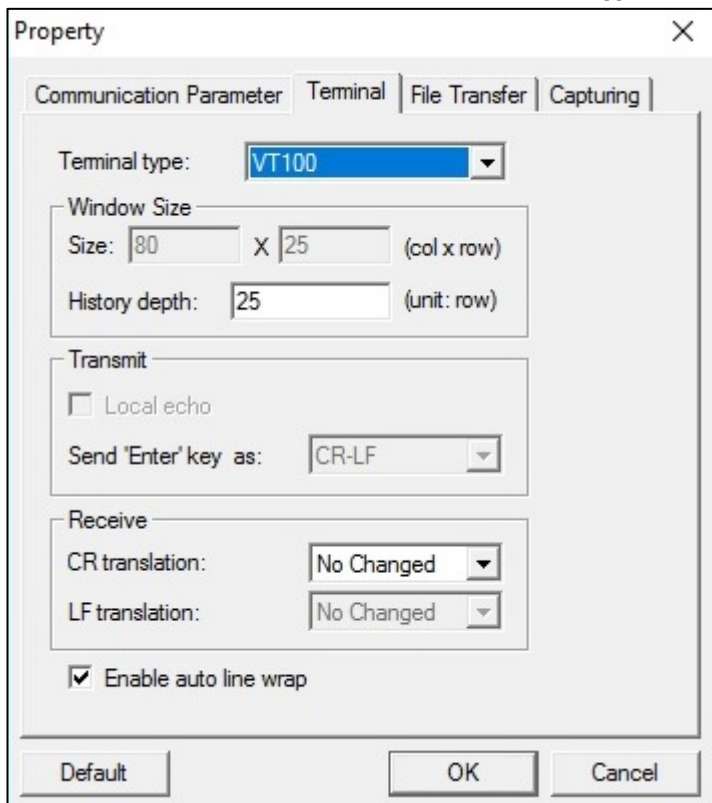 Property
Communication Parameter Terminal File Transfer Capturing
Terminal type: VT100
Window Size
Size: 80 X 25 (col x row)
History depth: 25 (unit: row)
Transmit
Local echo
Send 'Enter' key as: CR-LF
Receive
CR translation: No Changed
LF translation: No Changed
Enable auto line wrap
Default OK Cancel